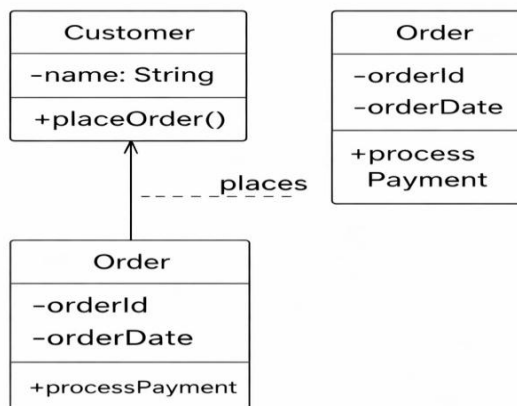 Customer
-name: String
+placeOrder()
Order
-orderId
-orderDate
+process
Payment
places
Order
-orderId
-orderDate
+processPayment